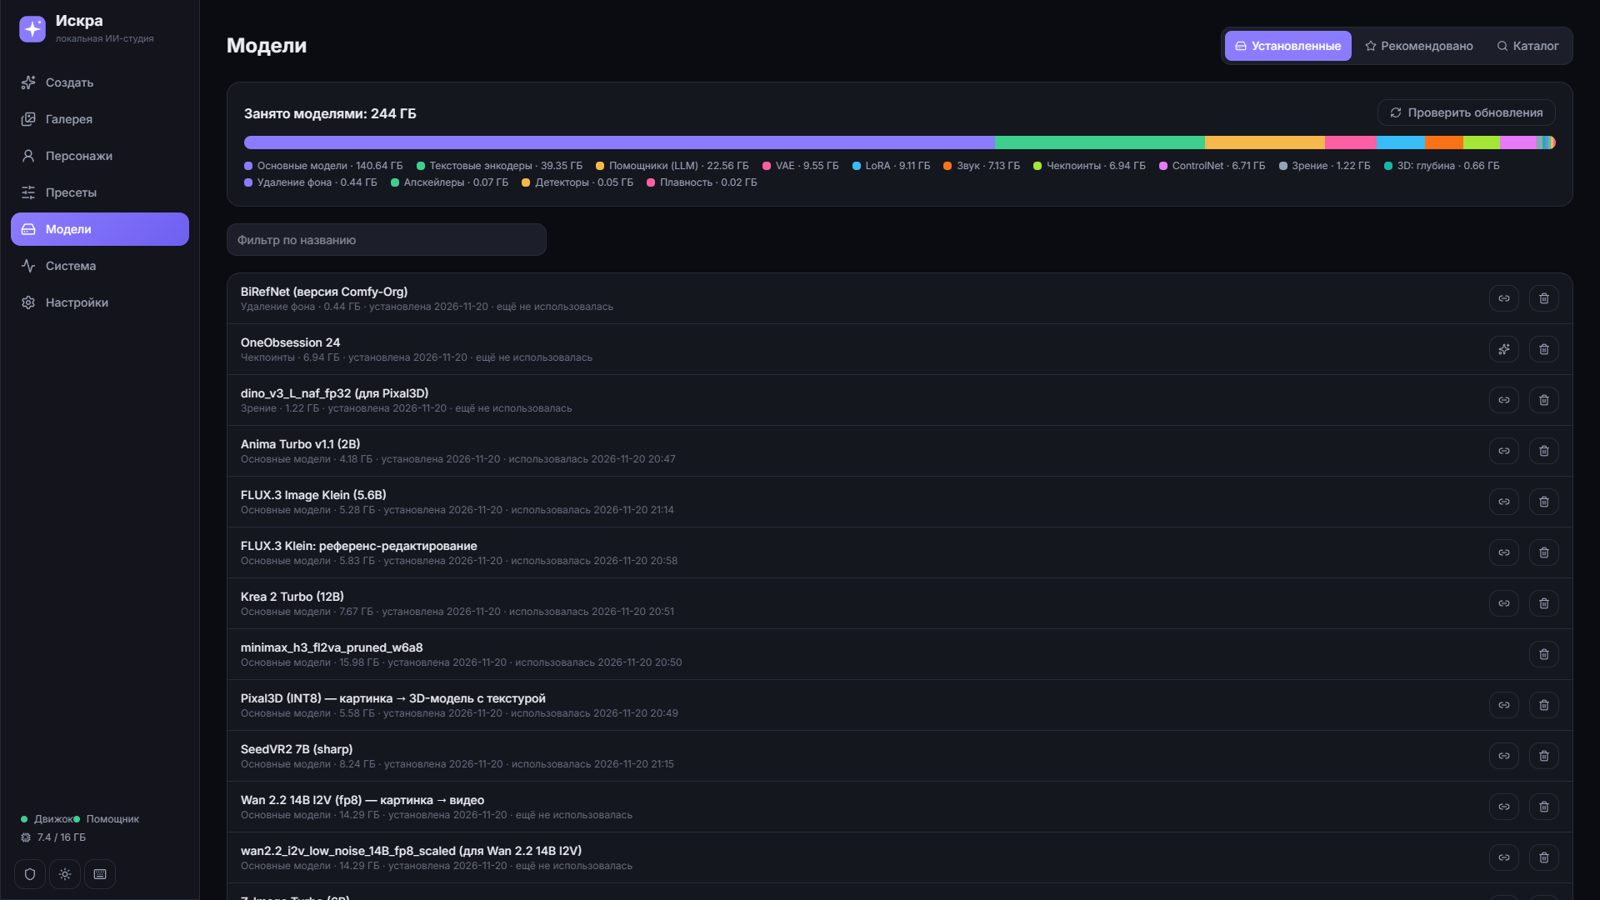 Искра
локальная ИИ-студия
Создать
Галерея
Персонажи
Пресеты
Модели
Система
Настройки
Движок Помощник
7.4 / 16 ГБ
Модели
Установленные Рекомендовано Каталог
Занято моделями: 244 ГБ
Проверить обновления
Основные модели · 140.64 ГБ Текстовые энкодеры · 39.35 ГБ Помощники (LLM) · 22.56 ГБ VAE · 9.55 ГБ LoRA · 9.11 ГБ Звук · 7.13 ГБ Чекпоинты · 6.94 ГБ ControlNet · 6.71 ГБ Зрение · 1.22 ГБ 3D: глубина · 0.66 ГБ
Удаление фона · 0.44 ГБ Апскейлеры · 0.07 ГБ Детекторы · 0.05 ГБ Плавность · 0.02 ГБ
Фильтр по названию
BiRefNet (версия Comfy-Org)
Удаление фона · 0.44 ГБ · установлена 2026-11-20 · ещё не использовалась
OneObsession 24
Чекпоинты · 6.94 ГБ · установлена 2026-11-20 · ещё не использовалась
dino_v3_L_naf_fp32 (для Pixal3D)
Зрение · 1.22 ГБ · установлена 2026-11-20 · ещё не использовалась
Anima Turbo v1.1 (2B)
Основные модели · 4.18 ГБ · установлена 2026-11-20 · использовалась 2026-11-20 20:47
FLUX.3 Image Klein (5.6B)
Основные модели · 5.28 ГБ · установлена 2026-11-20 · использовалась 2026-11-20 21:14
FLUX.3 Klein: референс-редактирование
Основные модели · 5.83 ГБ · установлена 2026-11-20 · использовалась 2026-11-20 20:58
Krea 2 Turbo (12B)
Основные модели · 7.67 ГБ · установлена 2026-11-20 · использовалась 2026-11-20 20:51
minimax_h3_fl2va_pruned_w6a8
Основные модели · 15.98 ГБ · установлена 2026-11-20 · использовалась 2026-11-20 20:50
Pixal3D (INT8) — картинка → 3D-модель с текстурой
Основные модели · 5.58 ГБ · установлена 2026-11-20 · использовалась 2026-11-20 20:49
SeedVR2 7B (sharp)
Основные модели · 8.24 ГБ · установлена 2026-11-20 · использовалась 2026-11-20 21:15
Wan 2.2 14B I2V (fp8) — картинка → видео
Основные модели · 14.29 ГБ · установлена 2026-11-20 · ещё не использовалась
wan2.2_i2v_low_noise_14B_fp8_scaled (для Wan 2.2 14B I2V)
Основные модели · 14.29 ГБ · установлена 2026-11-20 · ещё не использовалась